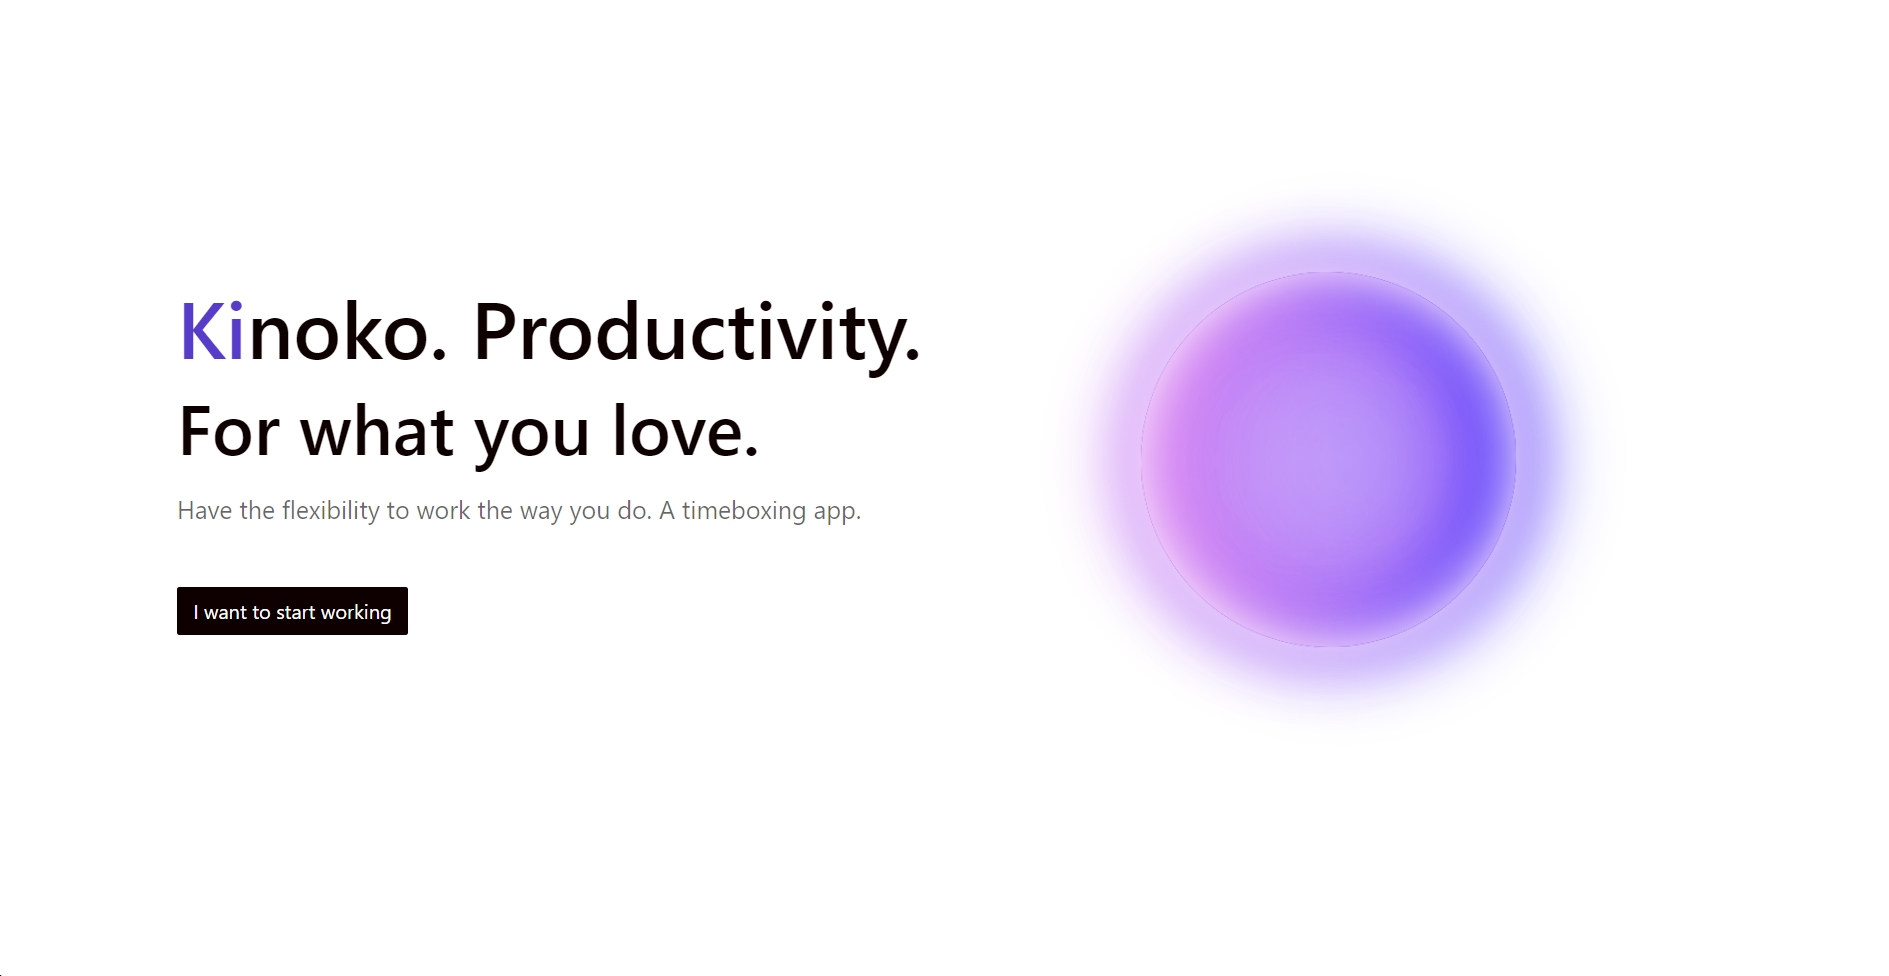 Kinoko. Productivity.
For what you love.
Have the flexibility to work the way you do. A timeboxing app.
I want to start working